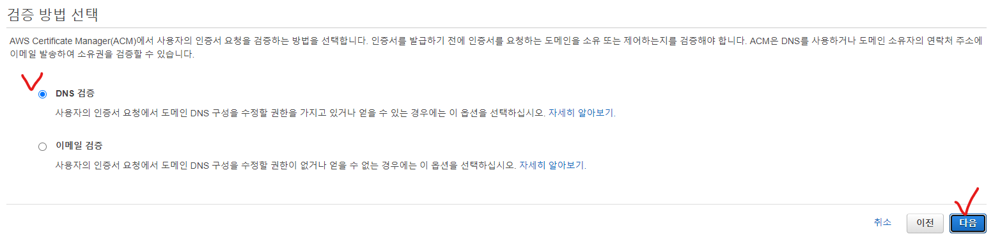 검증 방법 선택
AWS Certificate Manager(ACM)에서 사용자의 인증서 요청을 검증하는 방법을 선택합니다. 인증서를 발급하기 전에 인증서를 요청하는 도메인을 소유 또는 제어하는지를 검증해야 합니다. ACM은 DNS를 사용하거나 도메인 소유자의 연락처 주소에
이메일 발송하여 소유권을 검증할 수 있습니다.
DNS 검증
사용자의 인증서 요청에서 도메인 DNS 구성을 수정할 권한을 가지고 있거나 얻을 수 있는 경우에는 이 옵션을 선택하십시오. 자세히 알아보기.
이메일 검증
사용자의 인증서 요청에서 도메인 DNS 구성을 수정할 권한이 없거나 얻을 수 없는 경우에는 이 옵션을 선택하십시오. 자세히 알아보기.
취소 이전 다음